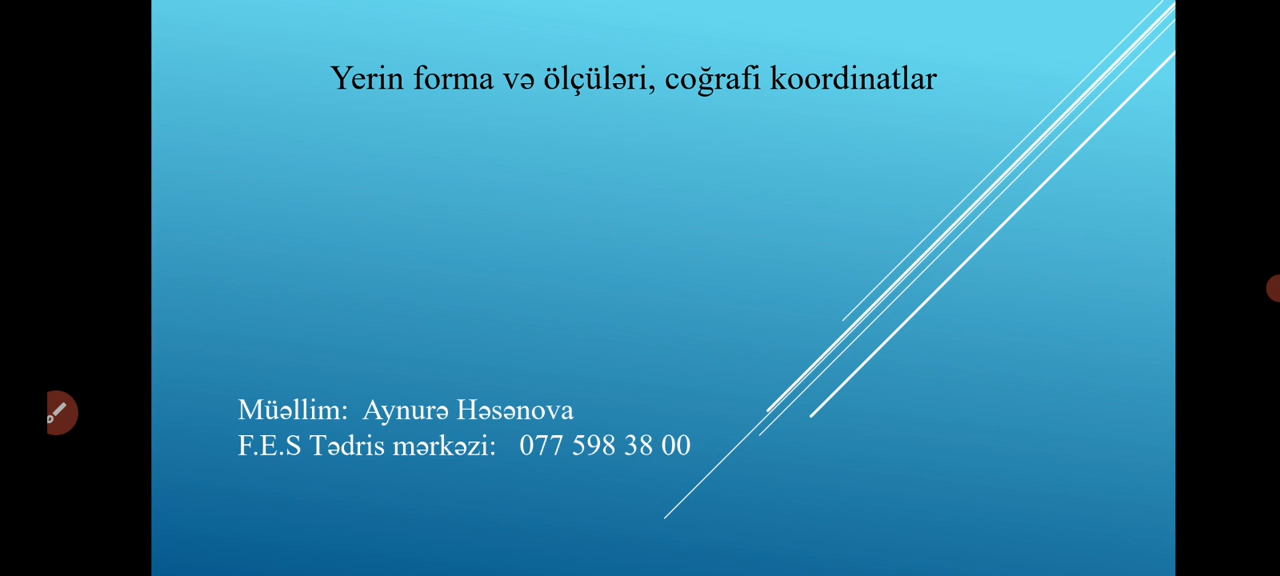 Yerin forma və ölçüləri, coğrafi koordinatlar
Müəllim: Aynurə Həsənova
F.E.S Tədris mərkəzi: 077 598 38 00